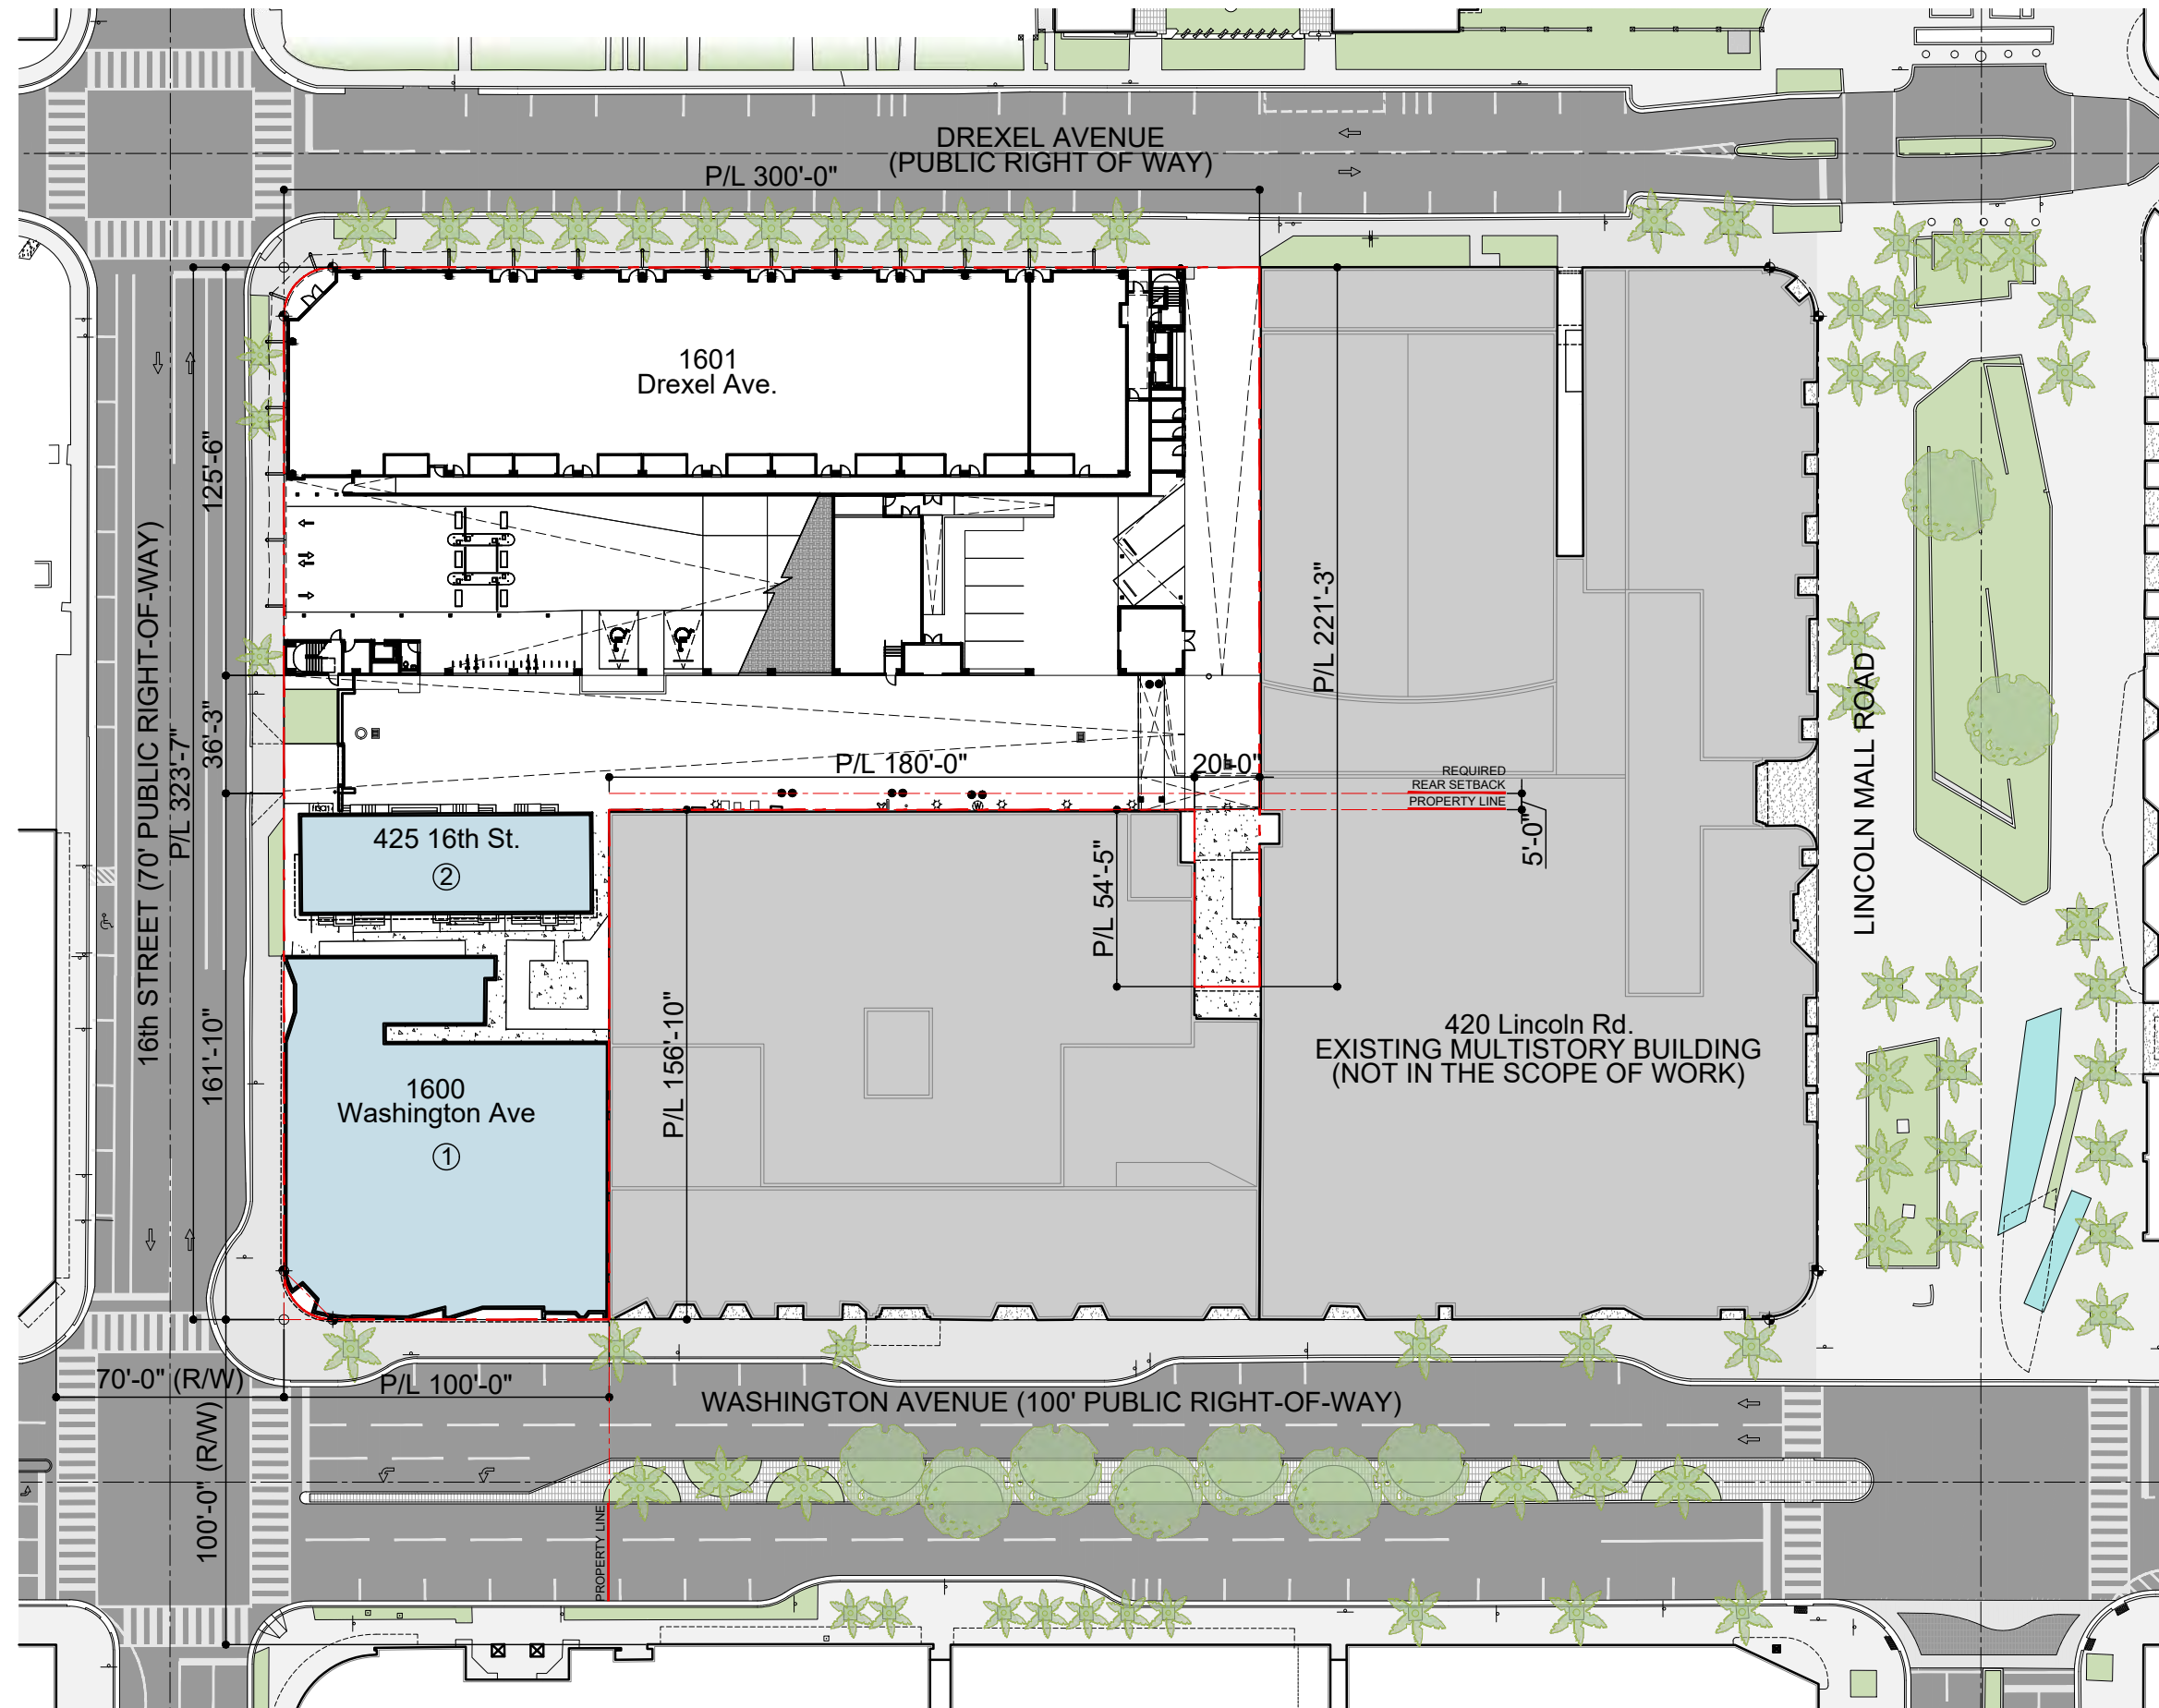 DREXEL AVENUE
(PUBLIC RIGHT OF WAY)
P/L 300'-0"
1601
Drexel Ave.
125'-6"
16th STREET (70' PUBLIC RIGHT-OF-WAY)
P/L 323'-7"
36'-3"
P/L 221'-3"
P/L 180'-0"
20'-0"
REQUIRED
REAR SETBACK
PROPERTY LINE
5'-0"
LINCOLN MALL ROAD
425 16th St.
2
P/L 54'-5"
161'-10"
P/L 156'-10"
1600
Washington Ave
1
420 Lincoln Rd.
EXISTING MULTISTORY BUILDING
(NOT IN THE SCOPE OF WORK)
70'-0" (R/W)
P/L 100'-0"
WASHINGTON AVENUE (100' PUBLIC RIGHT-OF-WAY)
100'-0" (R/W)
PROPERTY LINE